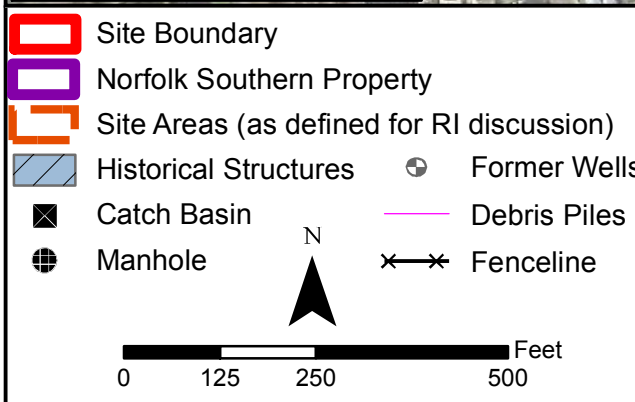 Site Boundary
Norfolk Southern Property
Site Areas (as defined for RI discussion)
Historical Structures
Former Wells
Catch Basin
Debris Piles
Manhole
Fenceline
N
Feet
0 125 250 500